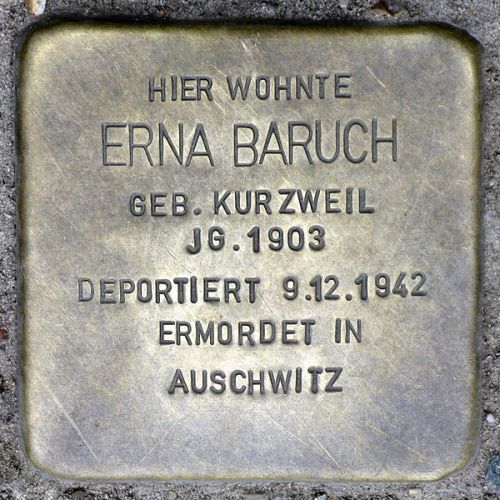 HIER WOHNTE
ERNA BARUCH
GEB. KURZWEIL
JG. 1903
DEPORTIERT 9.12.1942
ERMORDET IN
AUSCHWITZ